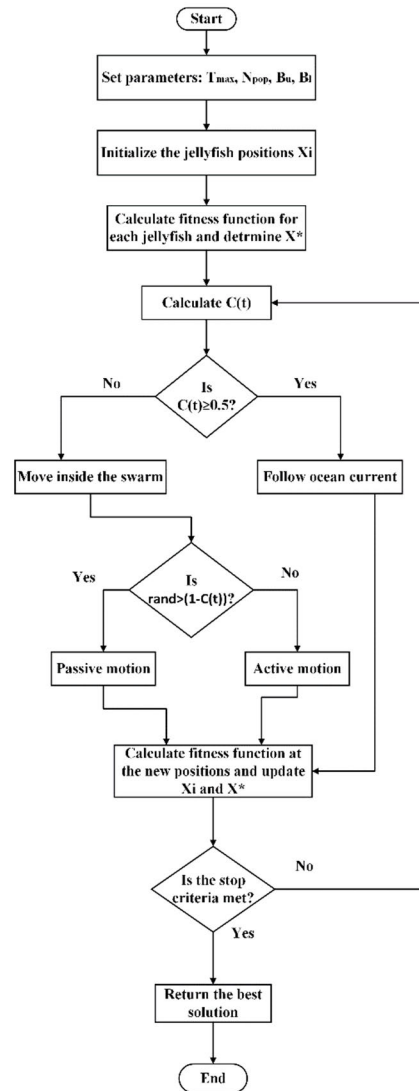 Start
Set parameters: Tmax, Npop, Bu, Bl
Initialize the jellyfish positions Xi
Calculate fitness function for
each jellyfish and detrmine X*
Calculate C(t)
No
Yes
Is
C(t)≥0.5?
Move inside the swarm
Follow ocean current
Yes
No
Is
rand>(1-C(t))?
Passive motion
Active motion
Calculate fitness function at
the new positions and update
Xi and X*
Is the stop
criteria met?
No
Yes
Return the best
solution
End